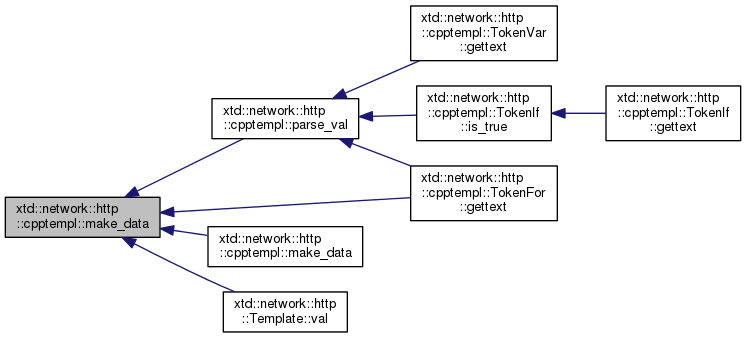 xtd::network::http
::cpptempl::TokenVar
::gettext
xtd::network::http
::cpptempl::parse_val
xtd::network::http
::cpptempl::TokenIf
::is_true
xtd::network::http
::cpptempl::TokenIf
::gettext
xtd::network::http
::cpptempl::TokenFor
::gettext
xtd::network::http
::cpptempl::make_data
xtd::network::http
::cpptempl::make_data
xtd::network::http
::Template::val